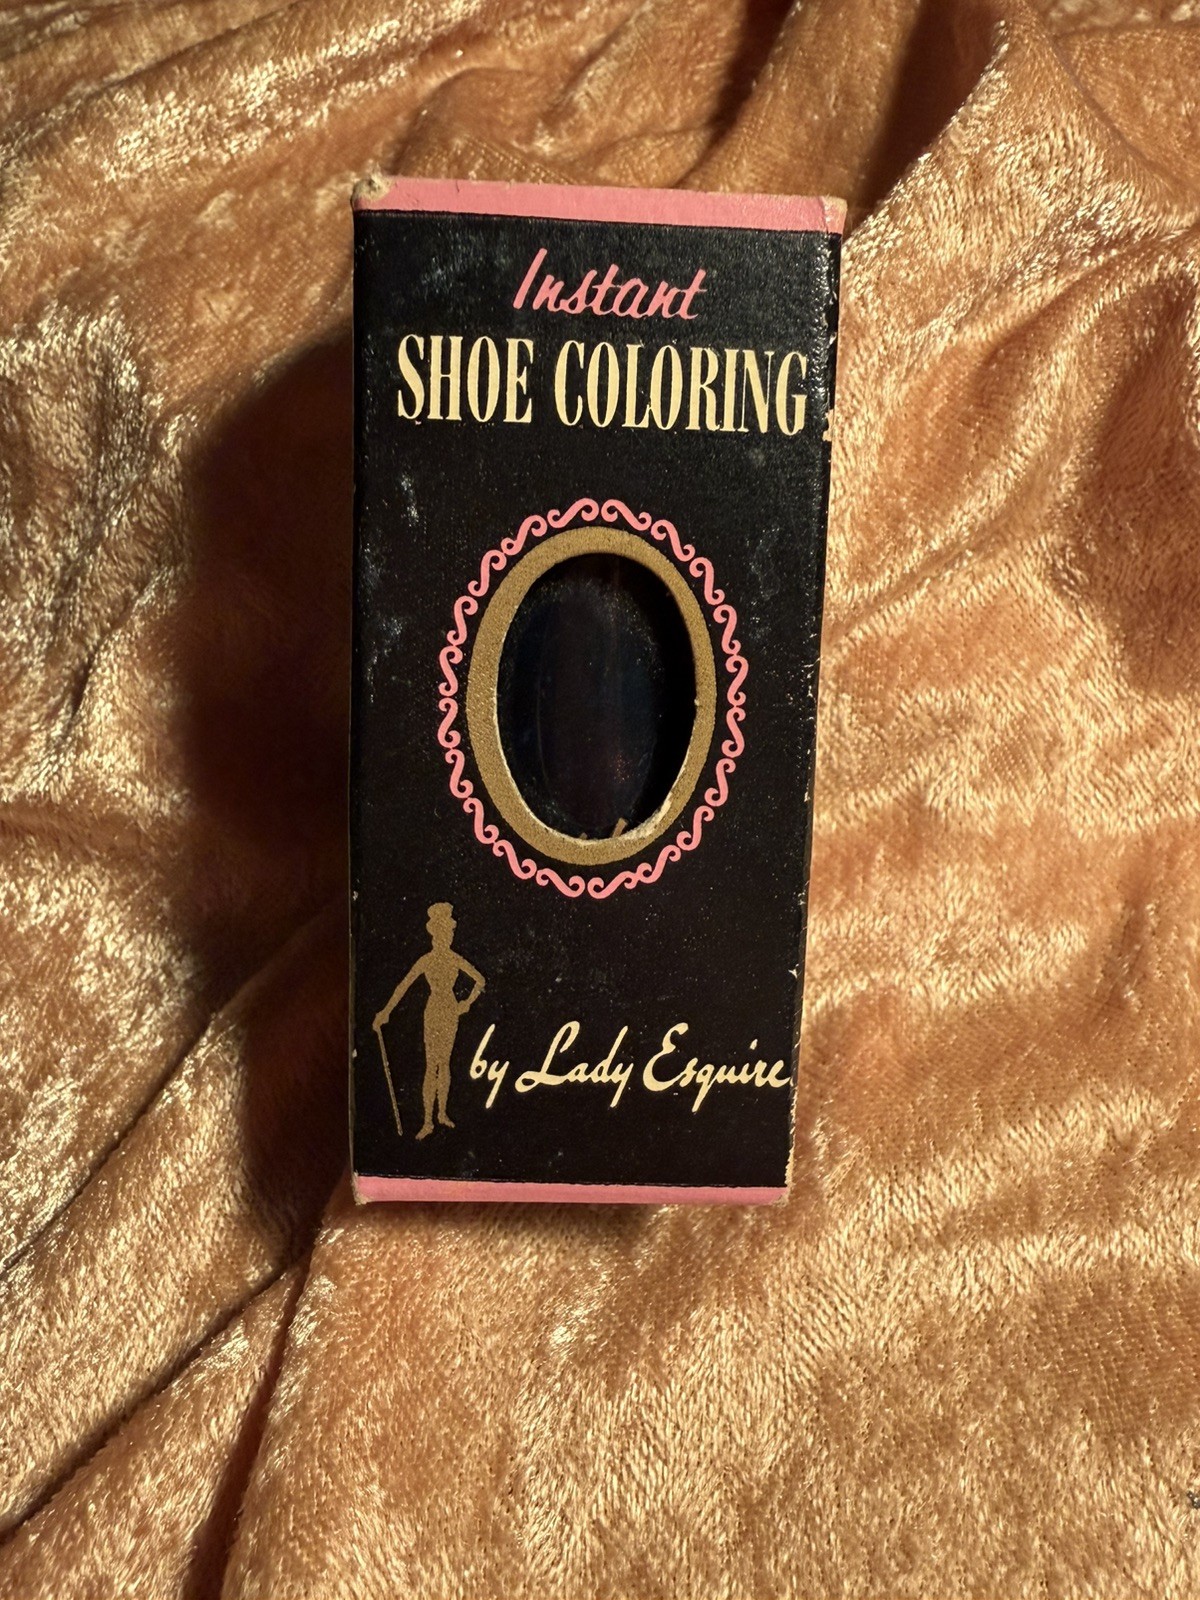 Instant
SHOE COLORING
by Lady Esquire